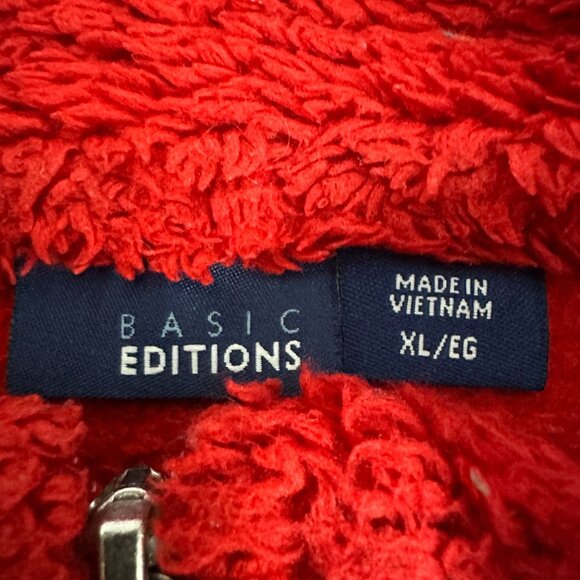 BASIC
EDITIONS
MADE IN
VIETNAM
XL/EG